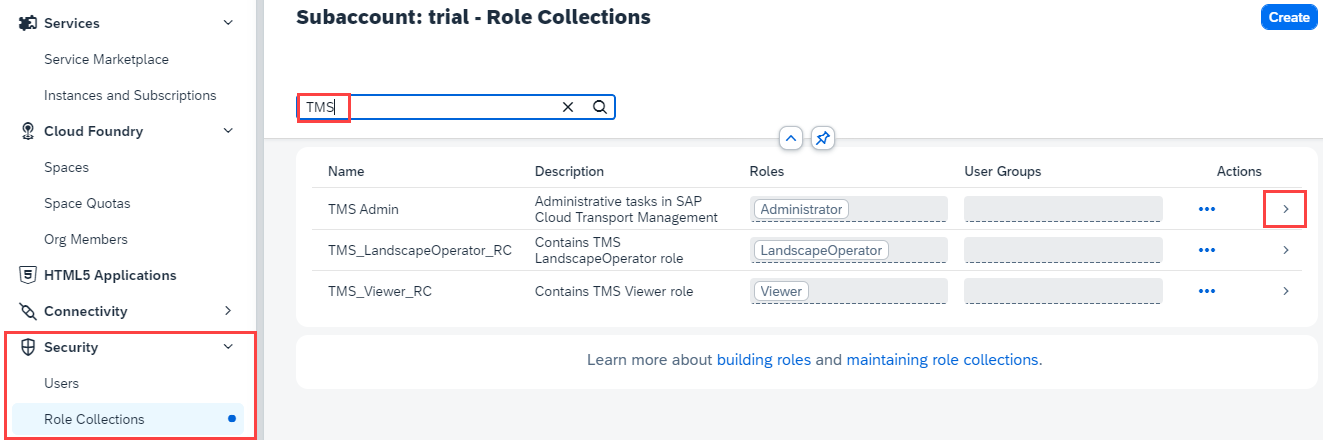 Services
Service Marketplace
Instances and Subscriptions
Cloud Foundry
Spaces
Space Quotas
Org Members
HTML5 Applications
Connectivity
Security
Users
Role Collections
Subaccount: trial - Role Collections
Create
TMS
Name Description Roles User Groups Actions
TMS Admin
Administrative tasks in SAP
Cloud Transport Management
Administrator
TMS_LandscapeOperator_RC
Contains TMS
LandscapeOperator role
LandscapeOperator
TMS_Viewer_RC
Contains TMS Viewer role
Viewer
Learn more about building roles and maintaining role collections.